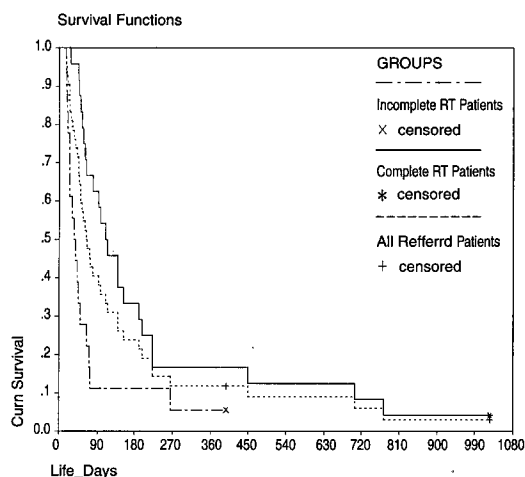 Survival Functions
1.0
.9
.8
.7
.6
.5
.4
.3
.2
.1
0.0
Curn Survival
0 90 180 270 360 450 540 630 720 810 900 990 1080
Life_Days
GROUPS
Incomplete RT Patients
× censored
Complete RT Patients
* censored
All Refferrd Patients
+ censored